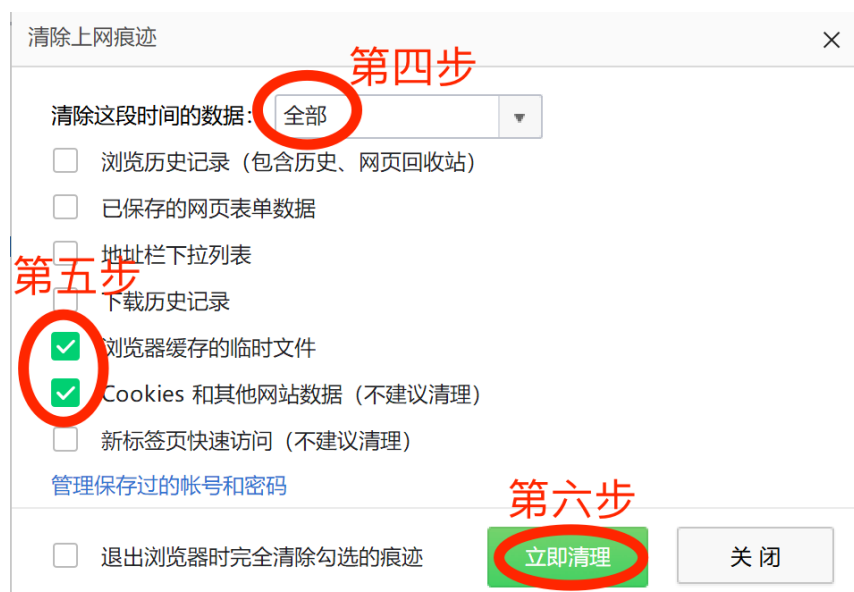 清除上网痕迹
第四步
清除这段时间的数据: 全部
浏览历史记录（包含历史、网页回收站）
已保存的网页表单数据
地址栏下拉列表
第五步
下载历史记录
浏览器缓存的临时文件
Cookies 和其他网站数据（不建议清理）
新标签页快速访问（不建议清理）
管理保存过的帐号和密码
第六步
退出浏览器时完全清除勾选的痕迹 立即清理 关 闭